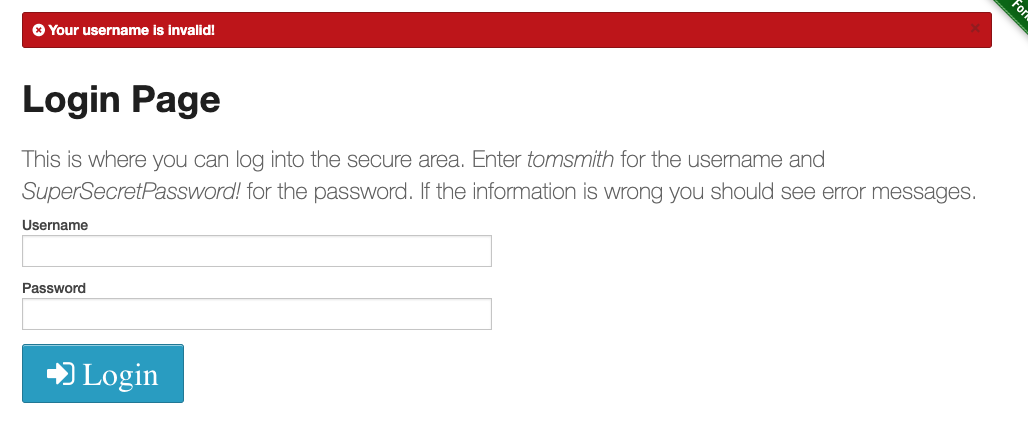 Your username is invalid!
Login Page
This is where you can log into the secure area. Enter tomsmith for the username and
SuperSecretPassword! for the password. If the information is wrong you should see error messages.
Username
Password
Login